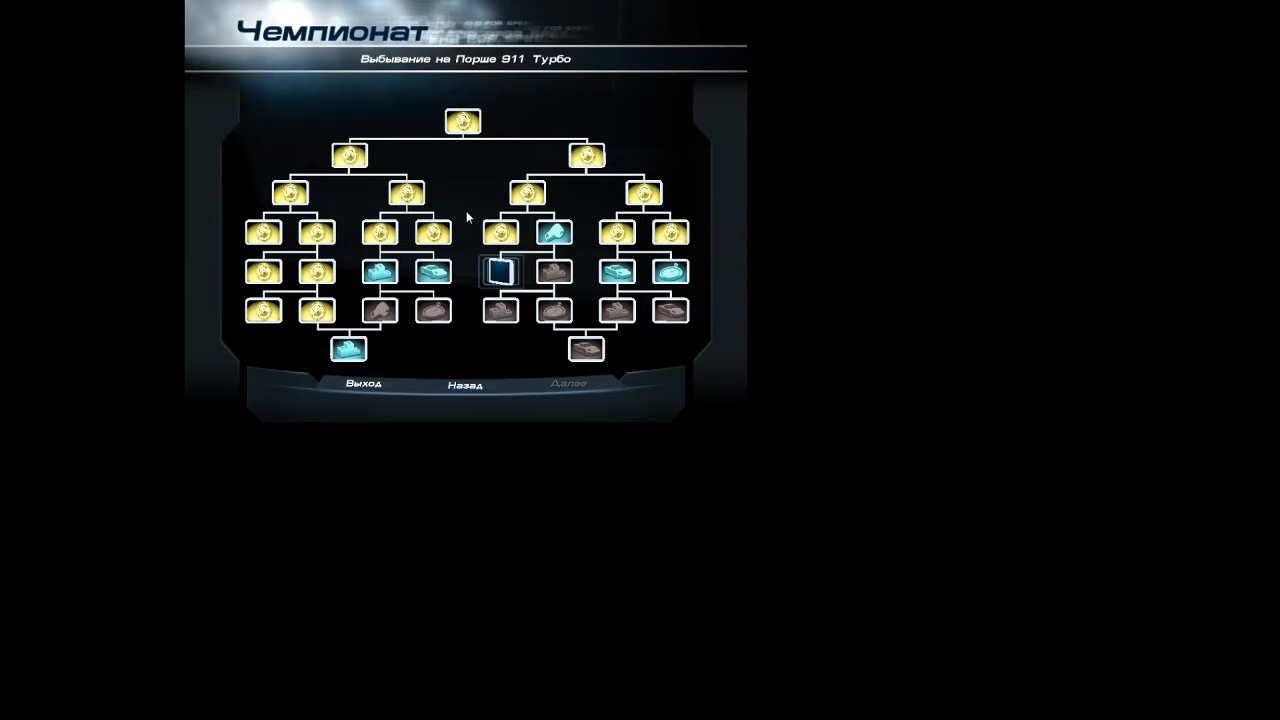 Чемпионат
Выбывание на Порше 911 Турбо
Выход
Назад
Далее